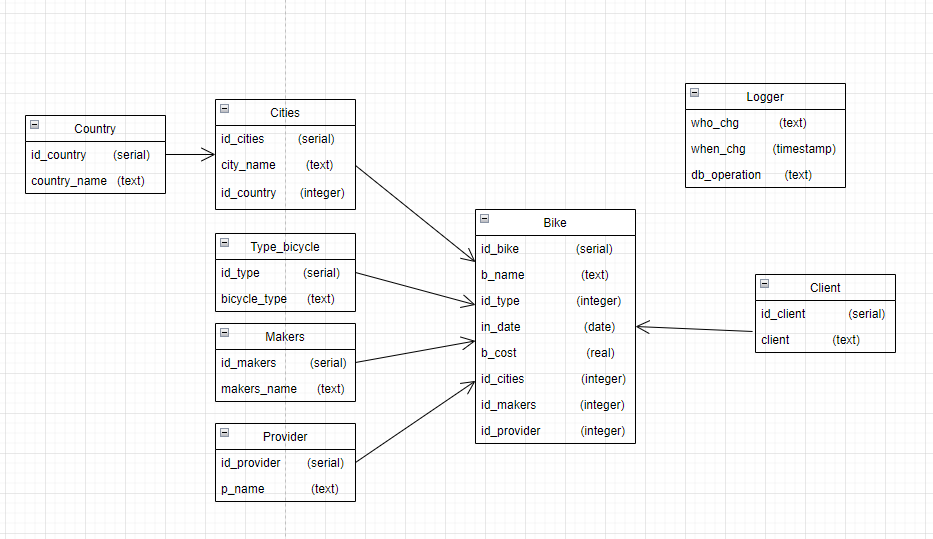 Country
id_country (serial)
country_name (text)
Cities
id_cities (serial)
city_name (text)
id_country (integer)
Type_bicycle
id_type (serial)
bicycle_type (text)
Makers
id_makers (serial)
makers_name (text)
Provider
id_provider (serial)
p_name (text)
Bike
id_bike (serial)
b_name (text)
id_type (integer)
in_date (date)
b_cost (real)
id_cities (integer)
id_makers (integer)
id_provider (integer)
Logger
who_chg (text)
when_chg (timestamp)
db_operation (text)
Client
id_client (serial)
client (text)